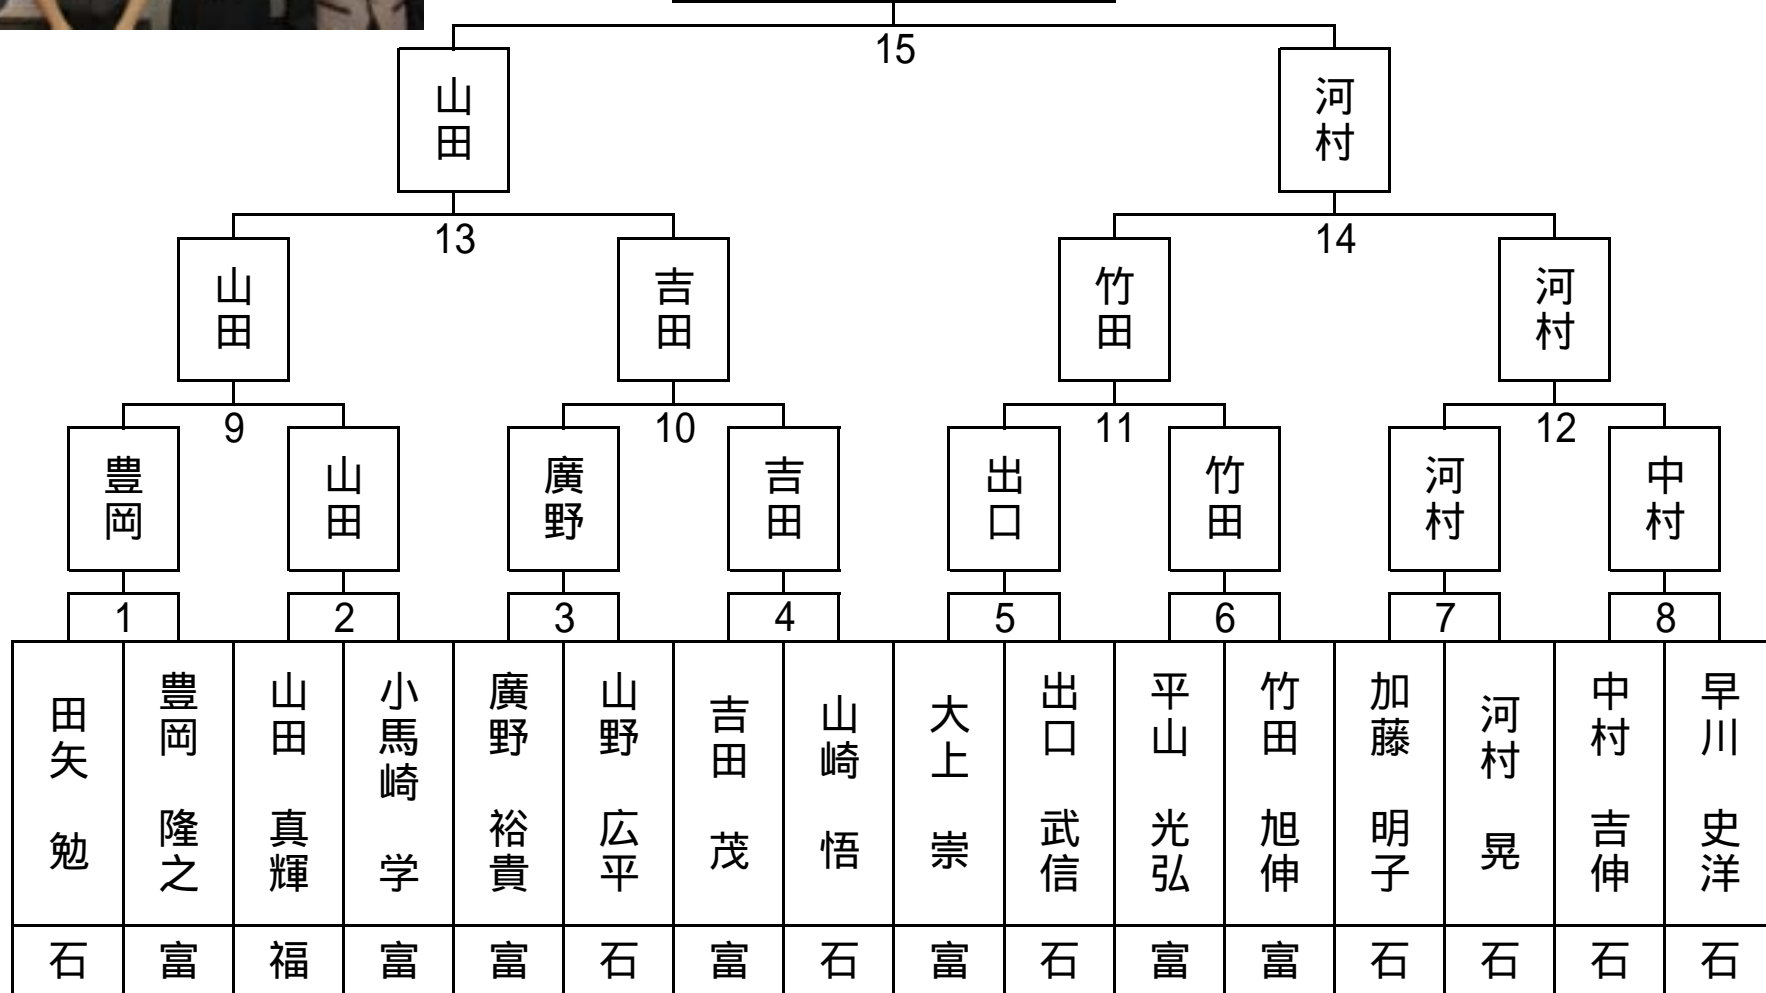 15
山田
河村
13
14
山田
吉田
竹田
河村
9
10
11
12
豊岡
山田
廣野
吉田
出口
竹田
河村
中村
1
2
3
4
5
6
7
8
田矢 勉
豊岡 隆之
山田 真輝
小馬崎 学
廣野 裕貴
山野 広平
吉田 茂
山崎 悟
大上 崇
出口 武信
平山 光弘
竹田 旭伸
加藤 明子
河村 晃
中村 吉伸
早川 史洋
石
富
福
富
富
石
富
石
富
石
富
富
石
石
石
石